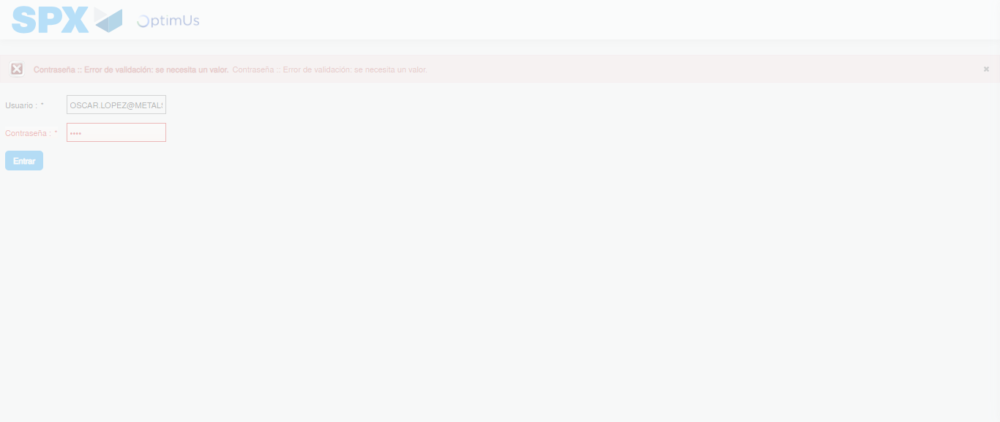 SPX OptimUs
Contraseña :: Error de validación: se necesita un valor. Contraseña :: Error de validación: se necesita un valor.
Usuario : * OSCAR.LOPEZ@METALS
Contraseña : * ••••
Entrar